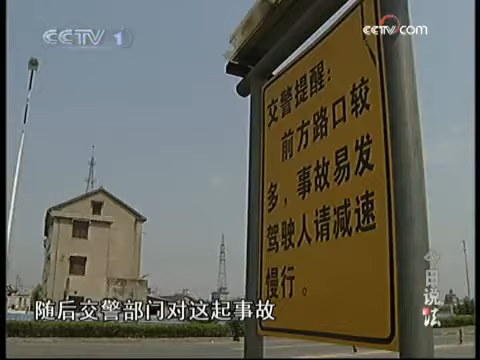 CCTV 1
CCTV.com
交警提醒：
前方路口较
多，事故易发
驾驶人请减速
慢行。
今日说法
随后交警部门对这起事故